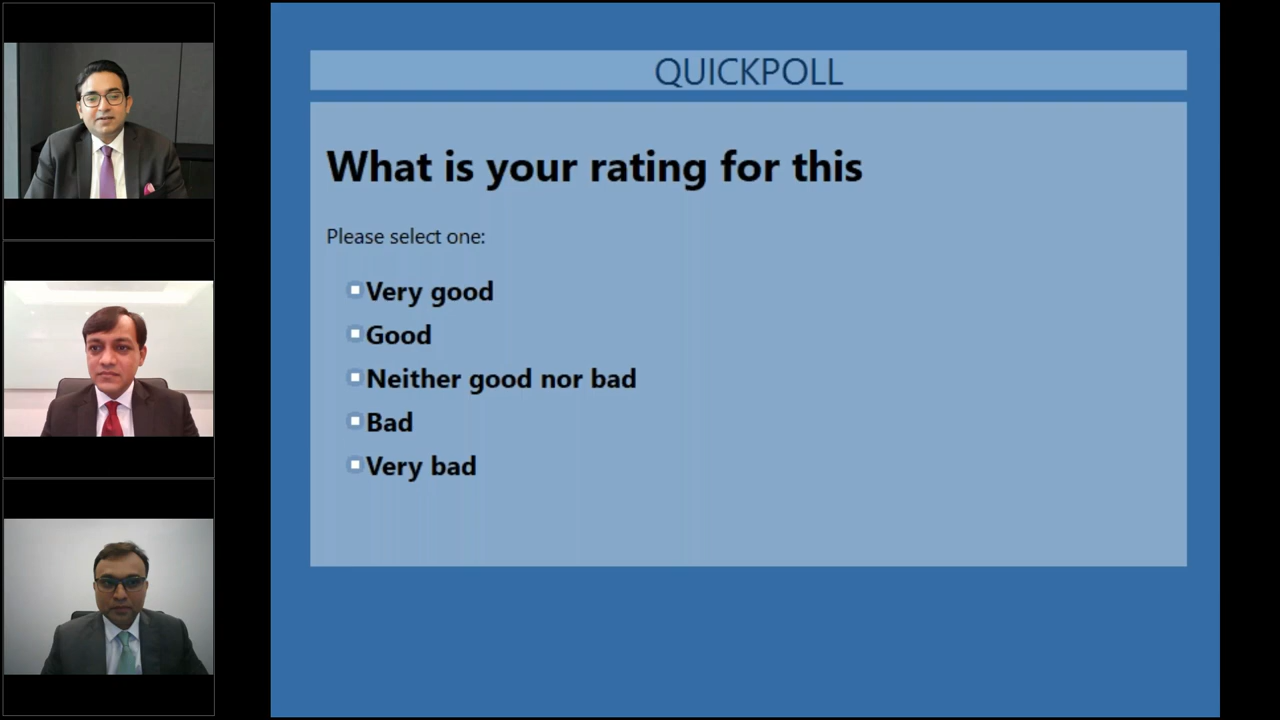 QUICKPOLL
What is your rating for this
Please select one:
Very good
Good
Neither good nor bad
Bad
Very bad